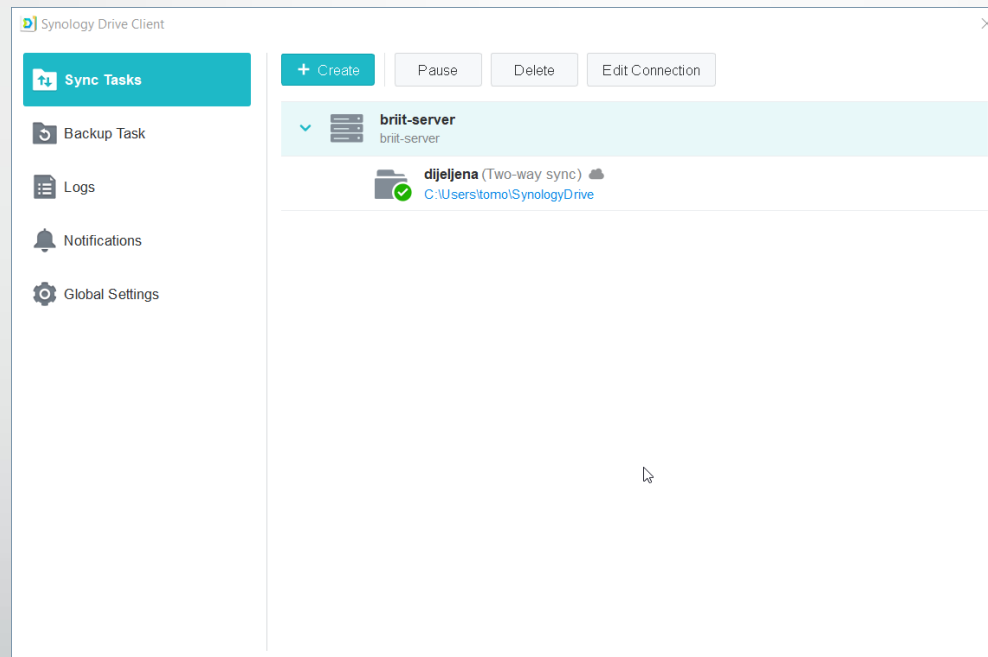 Synology Drive Client
Sync Tasks
Backup Task
Logs
Notifications
Global Settings
+ Create
Pause
Delete
Edit Connection
briit-server
briit-server
dijeljena (Two-way sync)
C:\Users\tomo\SynologyDrive